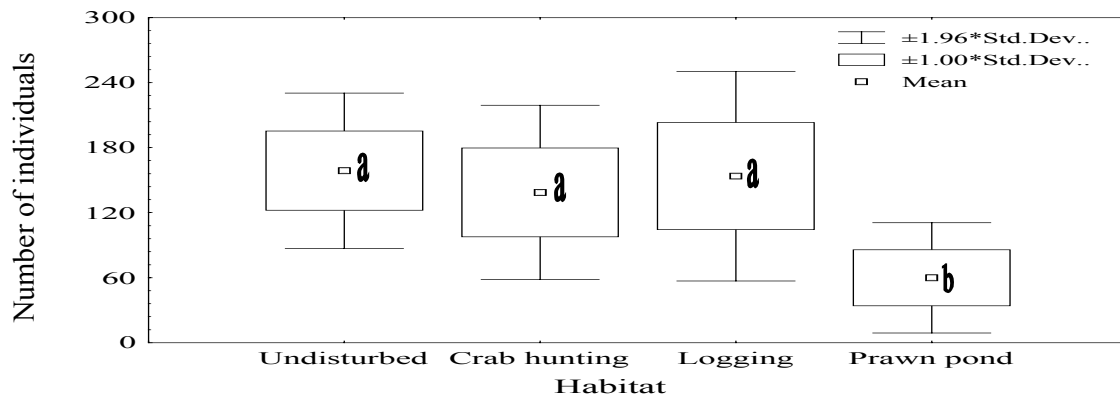 Number of individuals
300
240
180
120
60
0
±1.96*Std.Dev..
±1.00*Std.Dev..
Mean
a
a
a
b
Undisturbed
Crab hunting
Logging
Prawn pond
Habitat